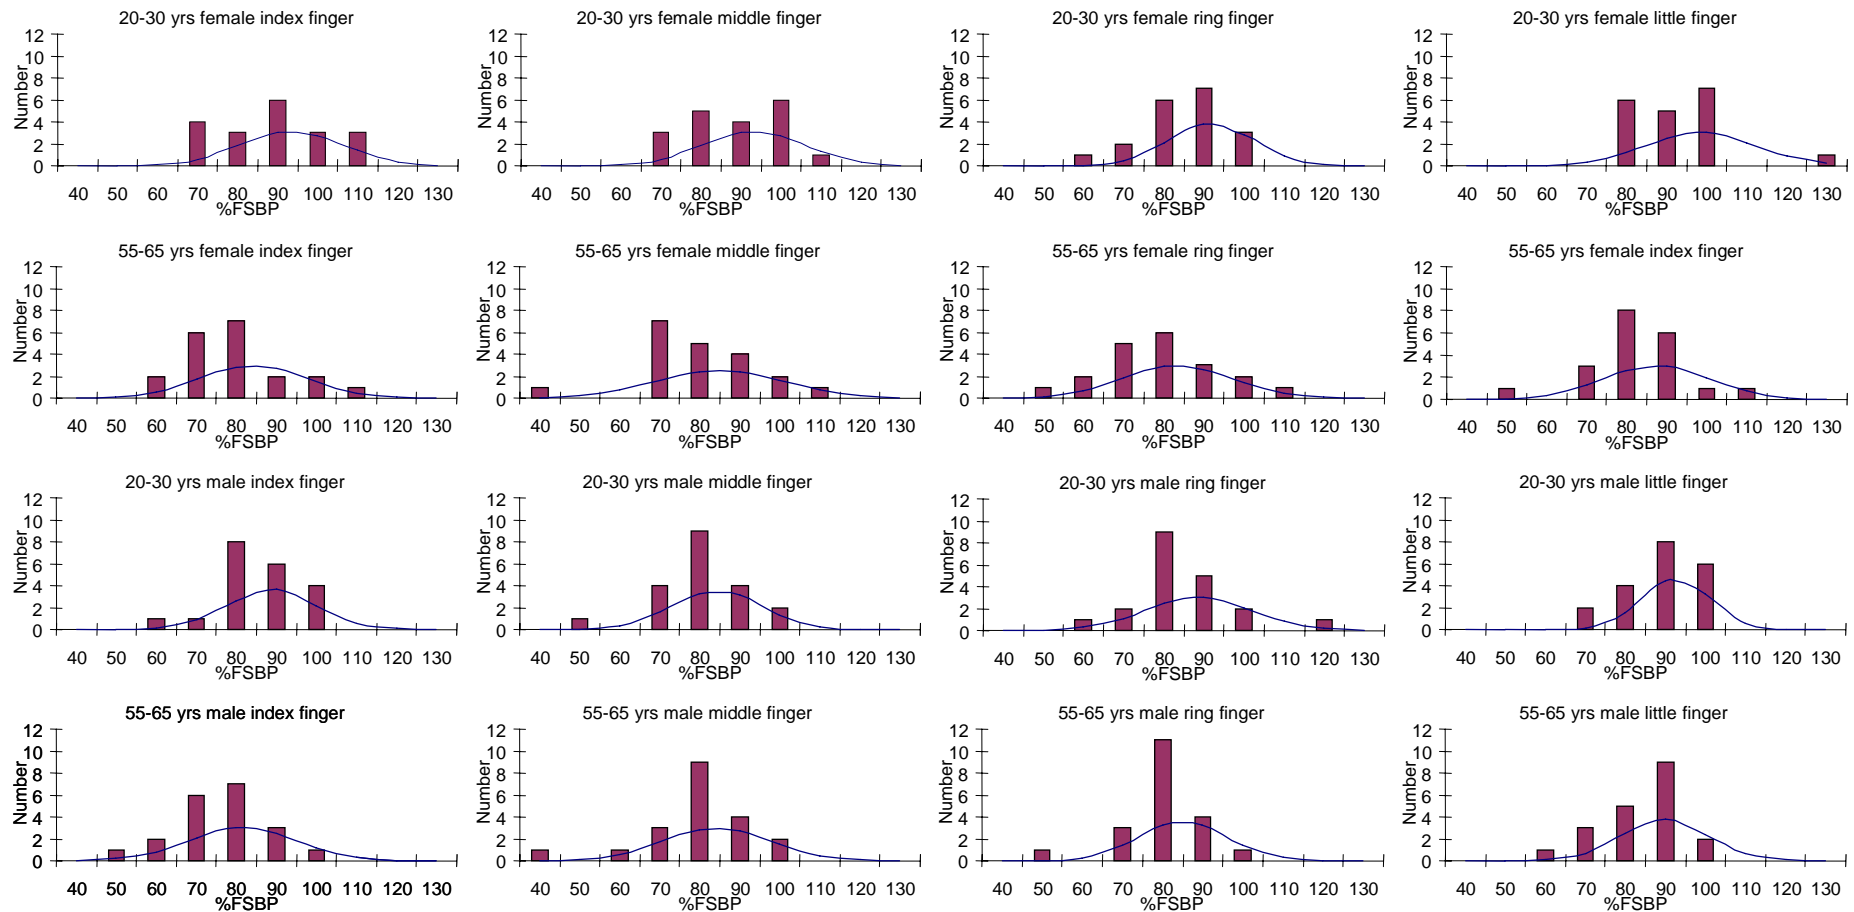 20-30 yrs female index finger
12
10
8
6
4
2
0
Number
40 50 60 70 80 90 100 110 120 130
%FSBP
20-30 yrs female middle finger
12
10
8
6
4
2
0
Number
40 50 60 70 80 90 100 110 120 130
%FSBP
20-30 yrs female ring finger
12
10
8
6
4
2
0
Number
40 50 60 70 80 90 100 110 120 130
%FSBP
20-30 yrs female little finger
12
10
8
6
4
2
0
Number
40 50 60 70 80 90 100 110 120 130
%FSBP
55-65 yrs female index finger
12
10
8
6
4
2
0
Number
40 50 60 70 80 90 100 110 120 130
%FSBP
55-65 yrs female middle finger
12
10
8
6
4
2
0
Number
40 50 60 70 80 90 100 110 120 130
%FSBP
55-65 yrs female ring finger
12
10
8
6
4
2
0
Number
40 50 60 70 80 90 100 110 120 130
%FSBP
55-65 yrs female index finger
12
10
8
6
4
2
0
Number
40 50 60 70 80 90 100 110 120 130
%FSBP
20-30 yrs male index finger
12
10
8
6
4
2
0
Number
40 50 60 70 80 90 100 110 120 130
%FSBP
20-30 yrs male middle finger
12
10
8
6
4
2
0
Number
40 50 60 70 80 90 100 110 120 130
%FSBP
20-30 yrs male ring finger
12
10
8
6
4
2
0
Number
40 50 60 70 80 90 100 110 120 130
%FSBP
20-30 yrs male little finger
12
10
8
6
4
2
0
Number
40 50 60 70 80 90 100 110 120 130
%FSBP
55-65 yrs male index finger
12
10
8
6
4
2
0
Number
40 50 60 70 80 90 100 110 120 130
%FSBP
55-65 yrs male middle finger
12
10
8
6
4
2
0
Number
40 50 60 70 80 90 100 110 120 130
%FSBP
55-65 yrs male ring finger
12
10
8
6
4
2
0
Number
40 50 60 70 80 90 100 110 120 130
%FSBP
55-65 yrs male little finger
12
10
8
6
4
2
0
Number
40 50 60 70 80 90 100 110 120 130
%FSBP